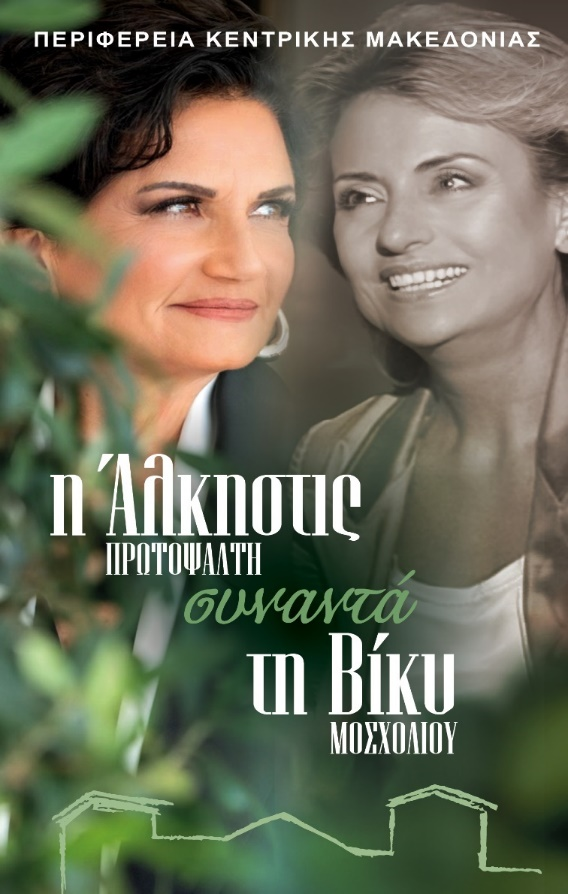 ΠΕΡΙΦΕΡΕΙΑ ΚΕΝΤΡΙΚΗΣ ΜΑΚΕΔΟΝΙΑΣ
η Άλκηστις
ΠΡΩΤΟΨΑΛΤΗ
συναντά
τη Βίκυ
ΜΟΣΧΟΛΙΟΥ